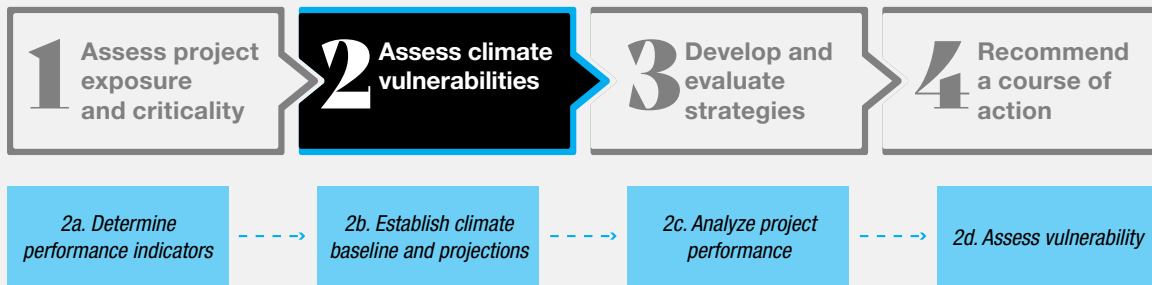 1 Assess project
exposure
and criticality
2 Assess climate
vulnerabilities
3 Develop and
evaluate
strategies
4 Recommend
a course of
action
2a. Determine
performance indicators
2b. Establish climate
baseline and projections
2c. Analyze project
performance
2d. Assess vulnerability